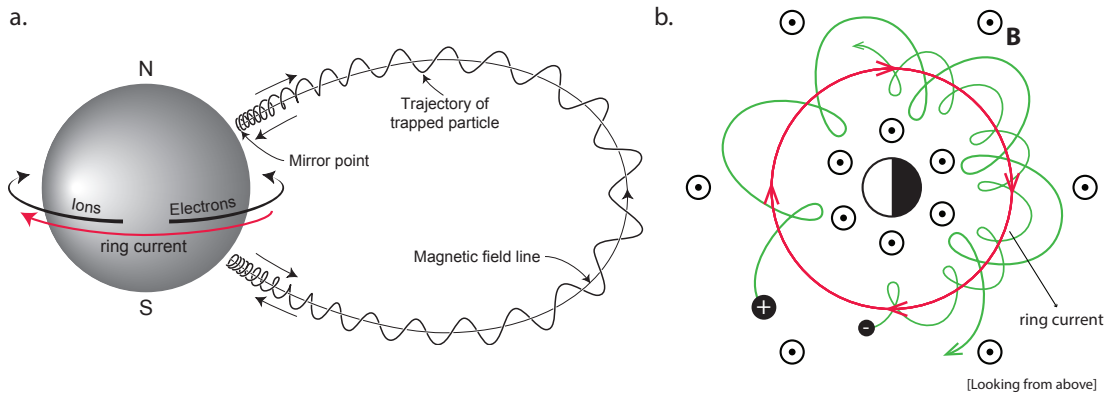 a.
N
Trajectory of
trapped particle
Mirror point
Ions
Electrons
ring current
Magnetic field line
S
b.
B
+
-
ring current
[Looking from above]